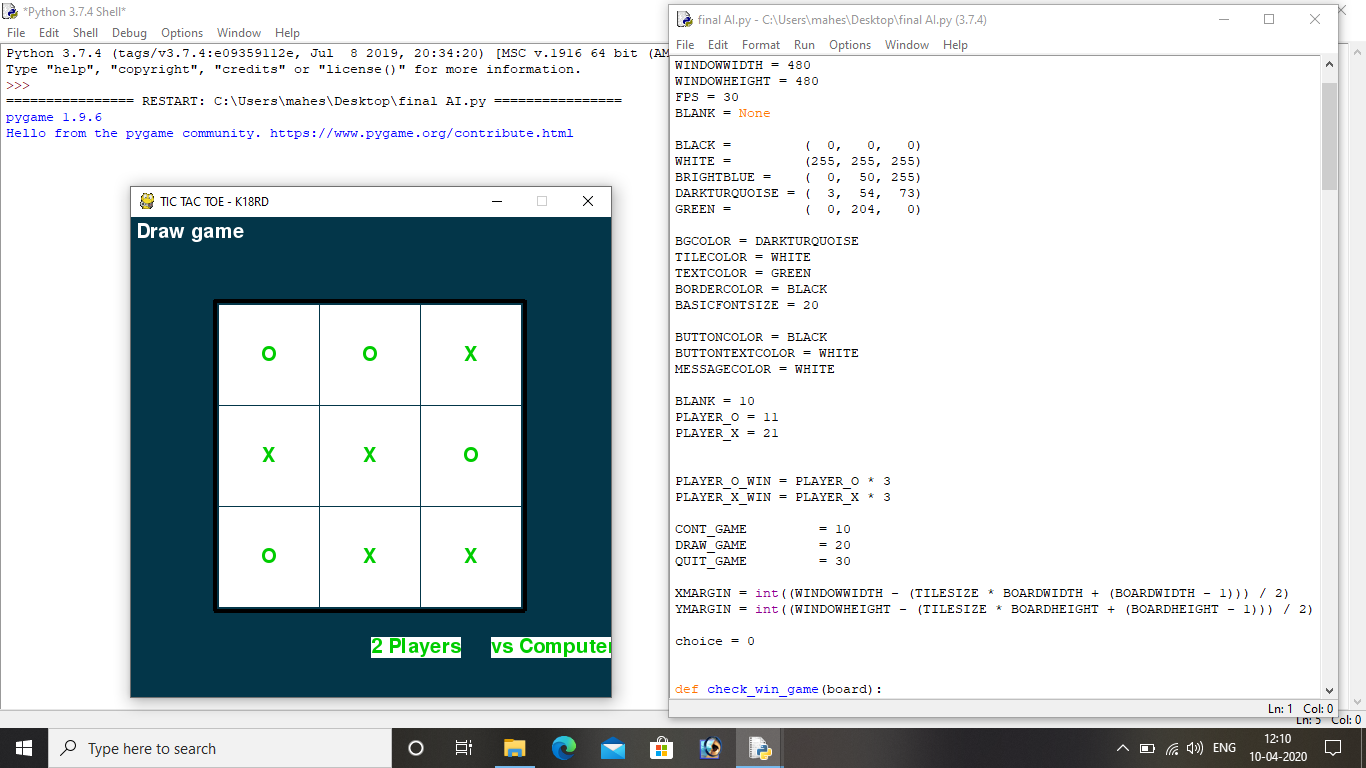 *Python 3.7.4 Shell*
File Edit Shell Debug Options Window Help
Python 3.7.4 (tags/v3.7.4:e09359112e, Jul  8 2019, 20:34:20) [MSC v.1916 64 bit (AM
Type "help", "copyright", "credits" or "license()" for more information.
>>>
================ RESTART: C:\Users\mahes\Desktop\final AI.py ================
pygame 1.9.6
Hello from the pygame community. https://www.pygame.org/contribute.html
TIC TAC TOE - K18RD
Draw game
O O X
X X O
O X X
2 Players vs Computer
final AI.py - C:\Users\mahes\Desktop\final AI.py (3.7.4)
File Edit Format Run Options Window Help
WINDOWWIDTH = 480
WINDOWHEIGHT = 480
FPS = 30
BLANK = None
BLACK =         (  0,   0,   0)
WHITE =         (255, 255, 255)
BRIGHTBLUE =    (  0,  50, 255)
DARKTURQUOISE = (  3,  54,  73)
GREEN =         (  0, 204,   0)
BGCOLOR = DARKTURQUOISE
TILECOLOR = WHITE
TEXTCOLOR = GREEN
BORDERCOLOR = BLACK
BASICFONTSIZE = 20
BUTTONCOLOR = BLACK
BUTTONTEXTCOLOR = WHITE
MESSAGECOLOR = WHITE
BLANK = 10
PLAYER_O = 11
PLAYER_X = 21
PLAYER_O_WIN = PLAYER_O * 3
PLAYER_X_WIN = PLAYER_X * 3
CONT_GAME         = 10
DRAW_GAME         = 20
QUIT_GAME         = 30
XMARGIN = int((WINDOWWIDTH - (TILESIZE * BOARDWIDTH + (BOARDWIDTH - 1))) / 2)
YMARGIN = int((WINDOWHEIGHT - (TILESIZE * BOARDHEIGHT + (BOARDHEIGHT - 1))) / 2)
choice = 0
def check_win_game(board):
Ln: 1 Col: 0
Ln: 5 Col: 0
Type here to search
ENG
12:10
10-04-2020